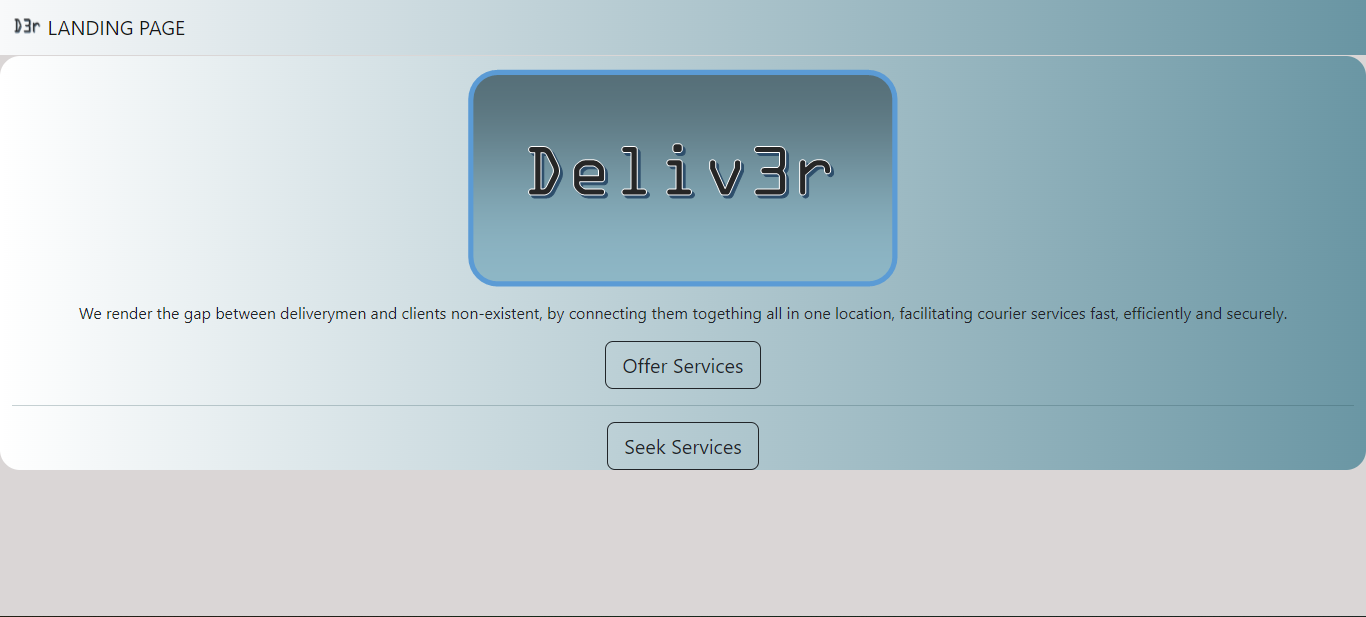 D3r LANDING PAGE
Deliv3r
We render the gap between deliverymen and clients non-existent, by connecting them togething all in one location, facilitating courier services fast, efficiently and securely.
Offer Services
Seek Services